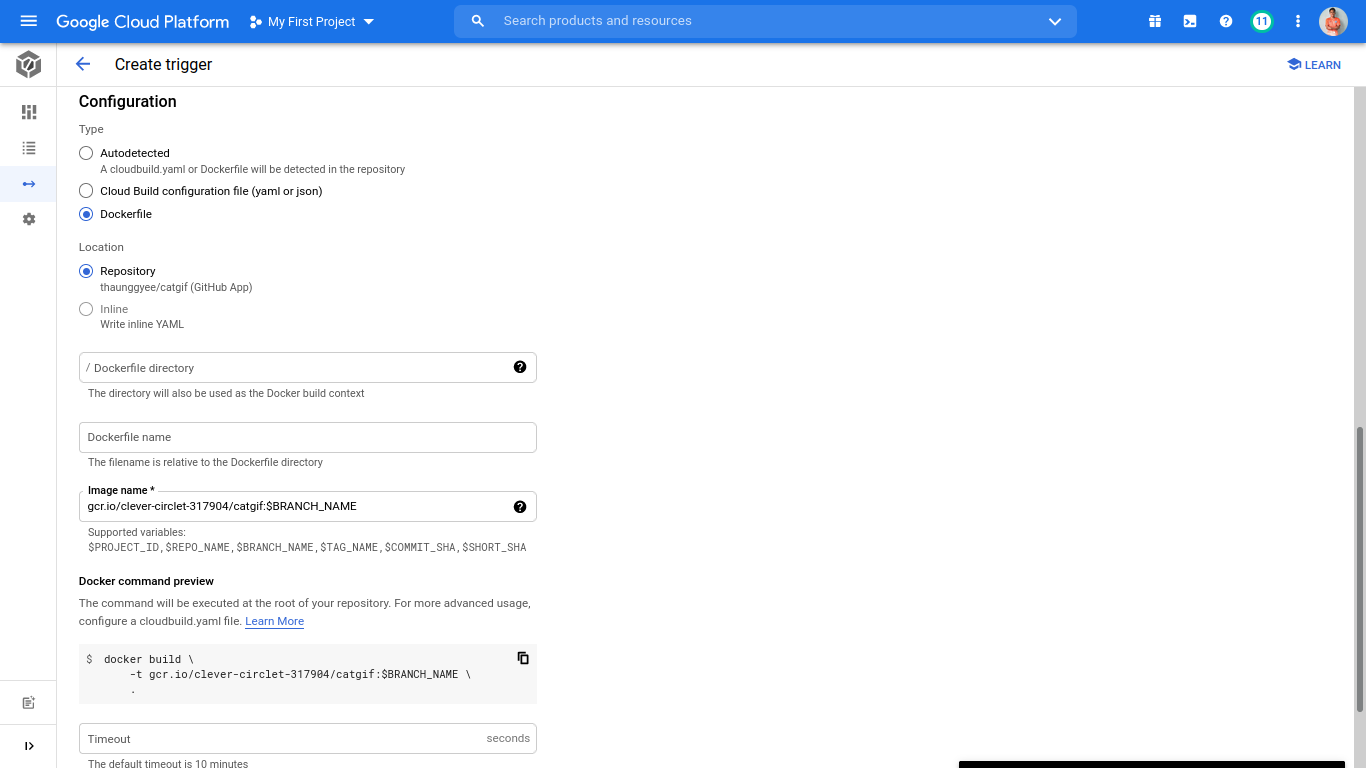 Google Cloud Platform
My First Project
Search products and resources
11
Create trigger
LEARN
Configuration
Type
Autodetected
A cloudbuild.yaml or Dockerfile will be detected in the repository
Cloud Build configuration file (yaml or json)
Dockerfile
Location
Repository
thaunggyee/catgif (GitHub App)
Inline
Write inline YAML
/ Dockerfile directory
The directory will also be used as the Docker build context
Dockerfile name
The filename is relative to the Dockerfile directory
Image name *
gcr.io/clever-circlet-317904/catgif:$BRANCH_NAME
Supported variables:
$PROJECT_ID,$REPO_NAME,$BRANCH_NAME,$TAG_NAME,$COMMIT_SHA,$SHORT_SHA
Docker command preview
The command will be executed at the root of your repository. For more advanced usage,
configure a cloudbuild.yaml file. Learn More
$ docker build \
-t gcr.io/clever-circlet-317904/catgif:$BRANCH_NAME \
.
Timeout seconds
The default timeout is 10 minutes